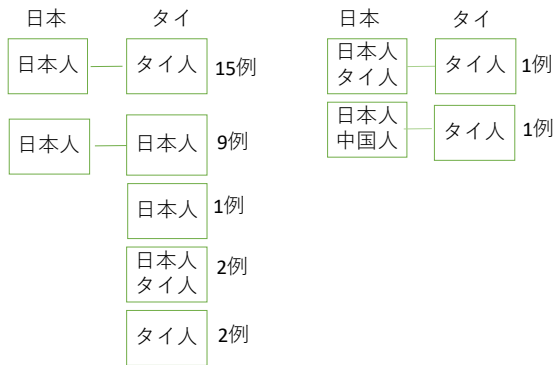 日本 タイ
日本人 タイ人 15例
日本人 日本人 9例
日本人 1例
日本人
タイ人
2例
タイ人 2例
日本 タイ
日本人
タイ人
タイ人 1例
日本人
中国人
タイ人 1例